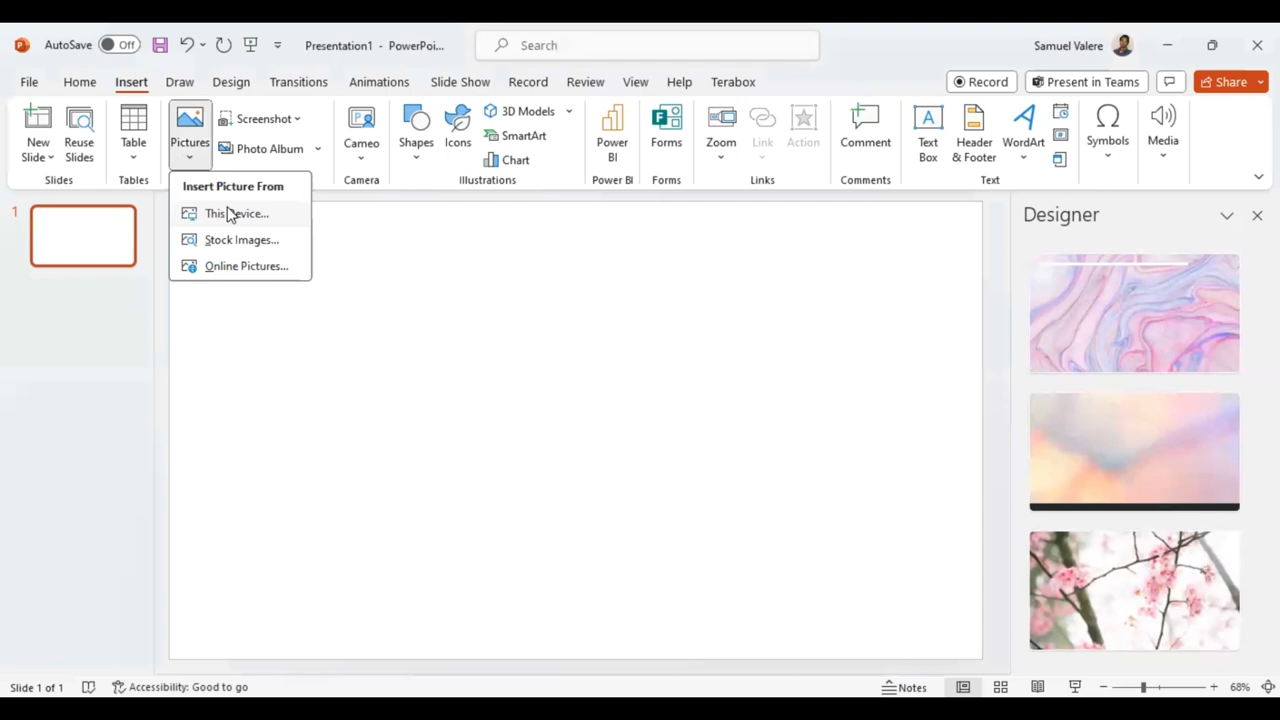 AutoSave Off Presentation1 - PowerPoi... Search Samuel Valere
File Home Insert Draw Design Transitions Animations Slide Show Record Review View Help Terabox Record Present in Teams Share
New Slide
Reuse Slides
Slides
Table
Tables
Pictures
Screenshot
Photo Album
Cameo
Camera
Shapes
Icons
3D Models
SmartArt
Chart
Illustrations
Power BI
Power BI
Forms
Forms
Zoom
Link
Action
Links
Comment
Comments
Text Box
Header & Footer
WordArt
Text
Symbols
Media
Insert Picture From
This Device...
Stock Images...
Online Pictures...
1
Designer
Slide 1 of 1 Accessibility: Good to go Notes 68%